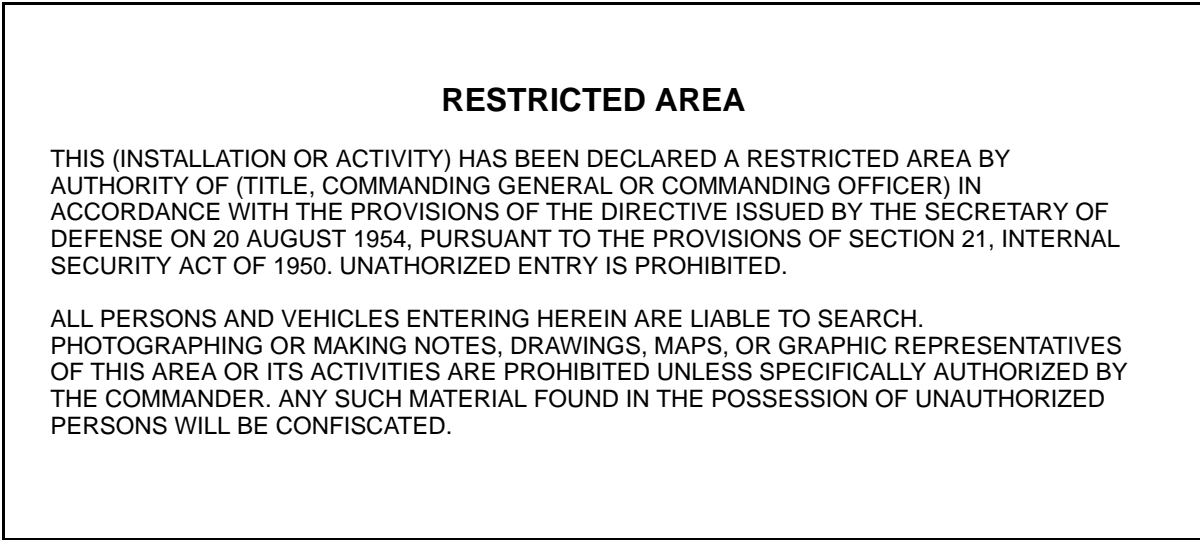 RESTRICTED AREA
THIS (INSTALLATION OR ACTIVITY) HAS BEEN DECLARED A RESTRICTED AREA BY
AUTHORITY OF (TITLE, COMMANDING GENERAL OR COMMANDING OFFICER) IN
ACCORDANCE WITH THE PROVISIONS OF THE DIRECTIVE ISSUED BY THE SECRETARY OF
DEFENSE ON 20 AUGUST 1954, PURSUANT TO THE PROVISIONS OF SECTION 21, INTERNAL
SECURITY ACT OF 1950. UNATHORIZED ENTRY IS PROHIBITED.
ALL PERSONS AND VEHICLES ENTERING HEREIN ARE LIABLE TO SEARCH.
PHOTOGRAPHING OR MAKING NOTES, DRAWINGS, MAPS, OR GRAPHIC REPRESENTATIVES
OF THIS AREA OR ITS ACTIVITIES ARE PROHIBITED UNLESS SPECIFICALLY AUTHORIZED BY
THE COMMANDER. ANY SUCH MATERIAL FOUND IN THE POSSESSION OF UNAUTHORIZED
PERSONS WILL BE CONFISCATED.